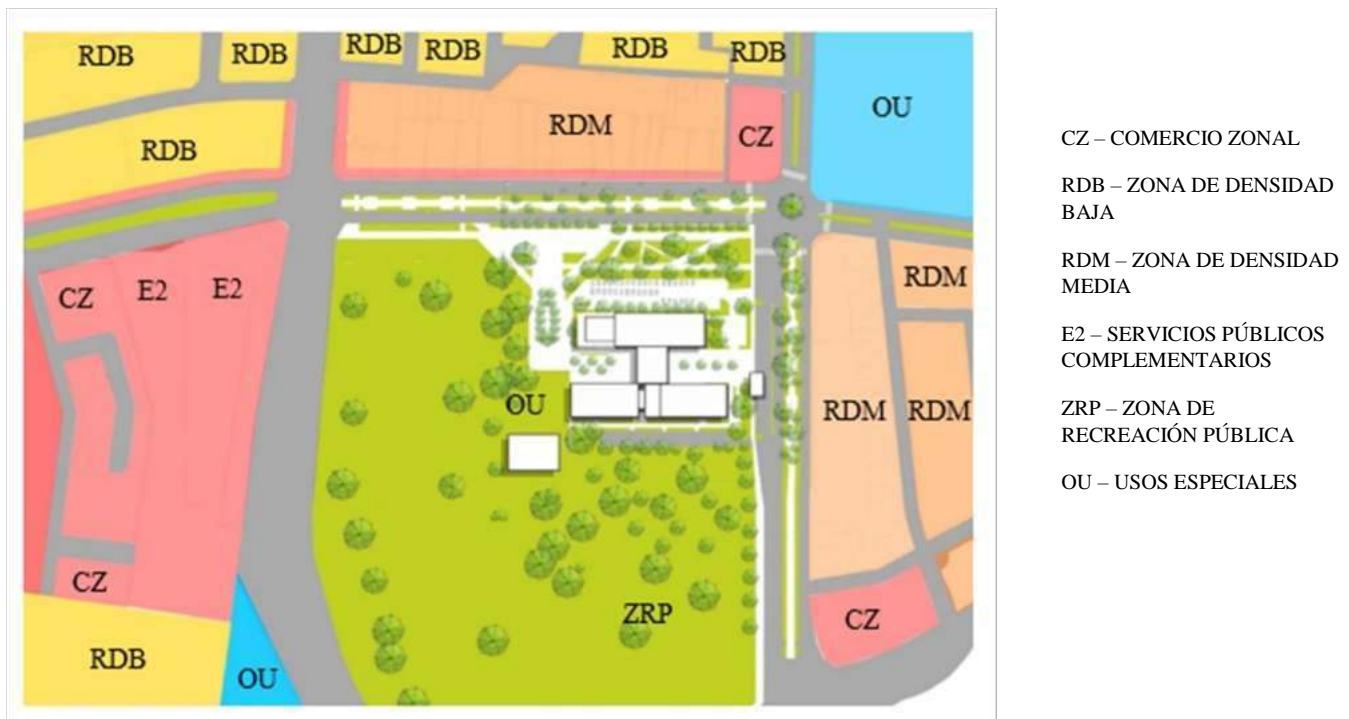 RDB
RDB
RDB
RDB
RDB
RDB
OU
RDM
CZ
RDB
CZ
E2
E2
RDM
OU
RDM
RDM
CZ
ZRP
CZ
RDB
OU
CZ – COMERCIO ZONAL
RDB – ZONA DE DENSIDAD
BAJA
RDM – ZONA DE DENSIDAD
MEDIA
E2 – SERVICIOS PÚBLICOS
COMPLEMENTARIOS
ZRP – ZONA DE
RECREACIÓN PÚBLICA
OU – USOS ESPECIALES